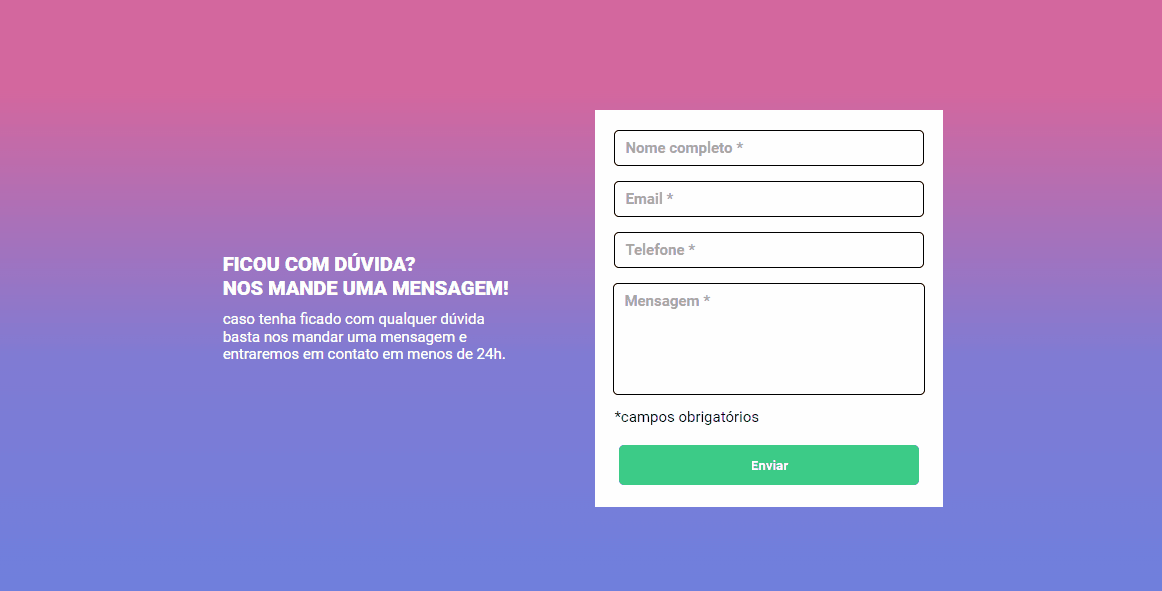 FICOU COM DÚVIDA?
NOS MANDE UMA MENSAGEM!
caso tenha ficado com qualquer dúvida
basta nos mandar uma mensagem e
entraremos em contato em menos de 24h.
Nome completo *
Email *
Telefone *
Mensagem *
*campos obrigatórios
Enviar